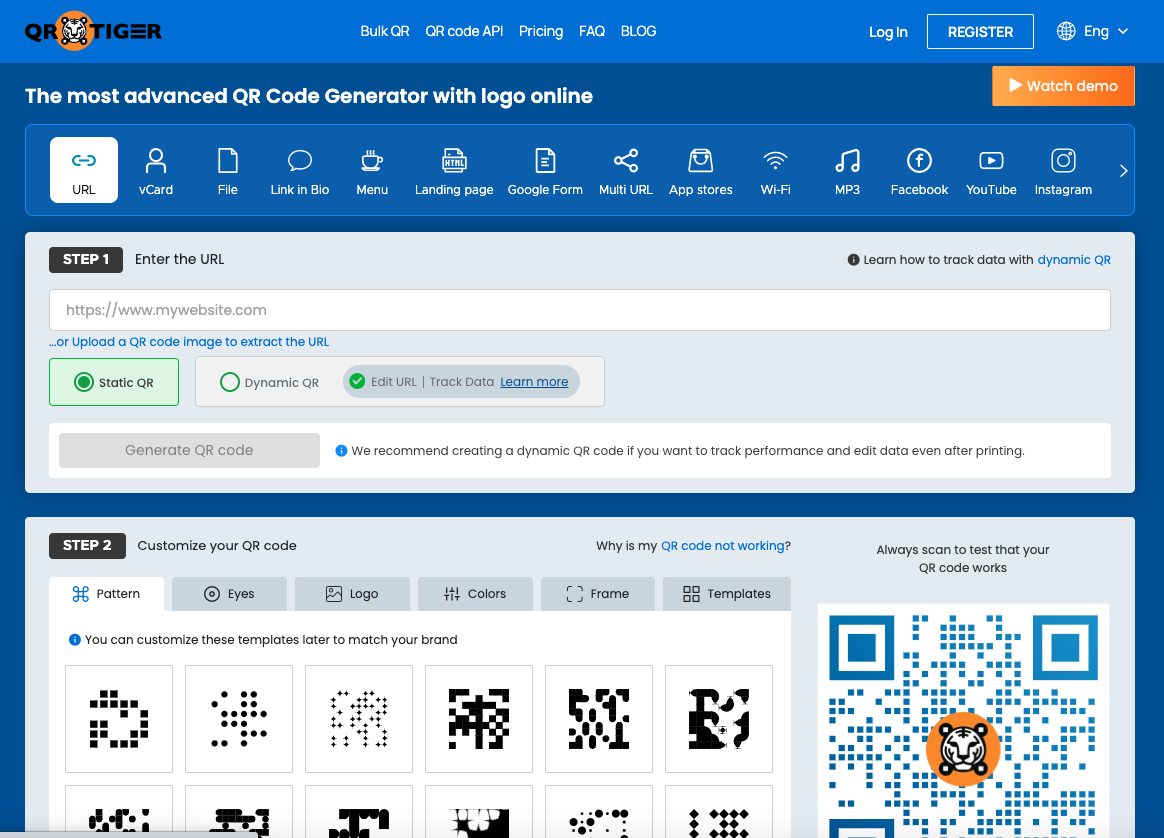 QR TIGER
Bulk QR QR code API Pricing FAQ BLOG
Log In REGISTER Eng
The most advanced QR Code Generator with logo online
Watch demo
URL vCard File Link in Bio Menu Landing page Google Form Multi URL App stores Wi-Fi MP3 Facebook YouTube Instagram
HTML
STEP 1 Enter the URL
Learn how to track data with dynamic QR
https://www.mywebsite.com
...or Upload a QR code image to extract the URL
Static QR Dynamic QR Edit URL | Track Data Learn more
Generate QR code We recommend creating a dynamic QR code if you want to track performance and edit data even after printing.
STEP 2 Customize your QR code
Why is my QR code not working?
Always scan to test that your
QR code works
Pattern Eyes Logo Colors Frame Templates
You can customize these templates later to match your brand